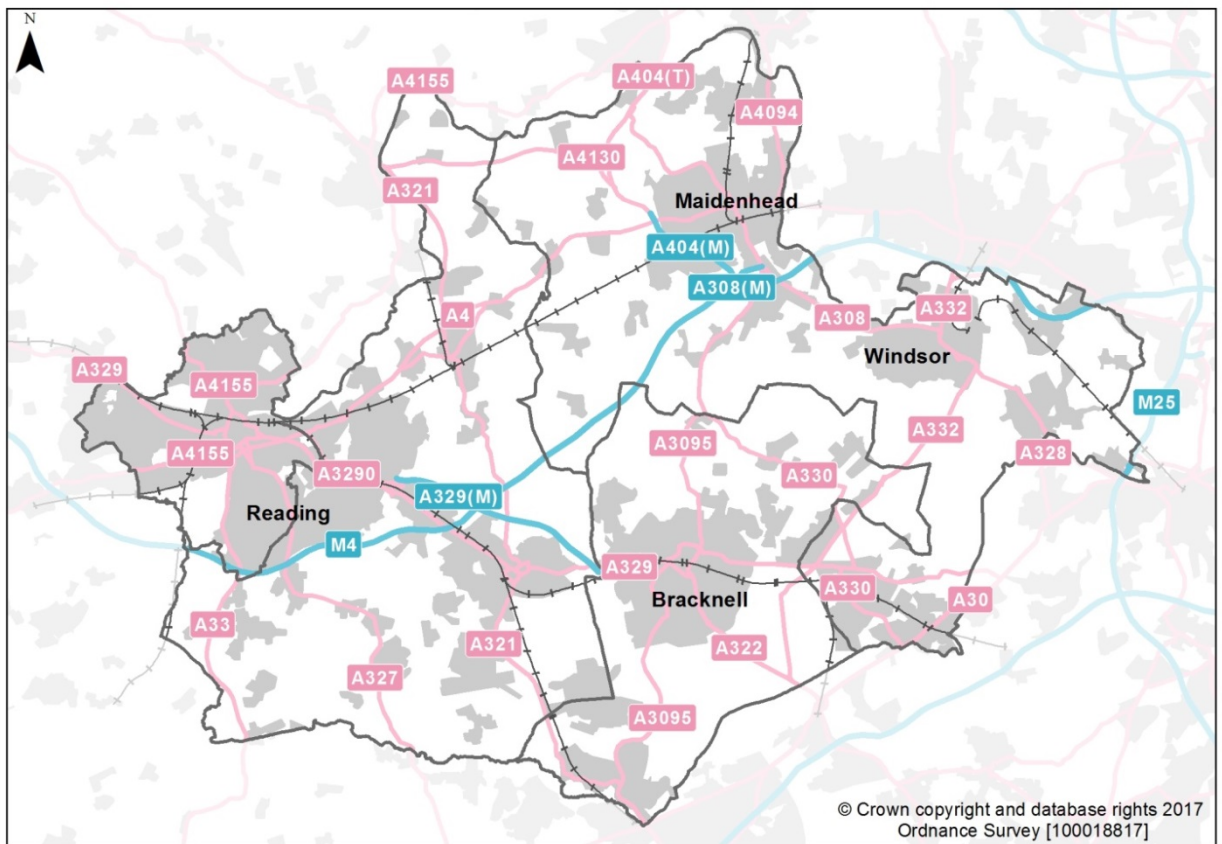 N
A4155
A404(T)
A4094
A4130
A321
Maidenhead
A404(M)
A308(M)
A4
A308
A332
Windsor
A329
A4155
M25
A332
A3095
A328
A4155
A3290
A330
A329(M)
Reading
M4
A329
A330
Bracknell
A30
A33
A321
A322
A327
A3095
© Crown copyright and database rights 2017
Ordnance Survey [100018817]